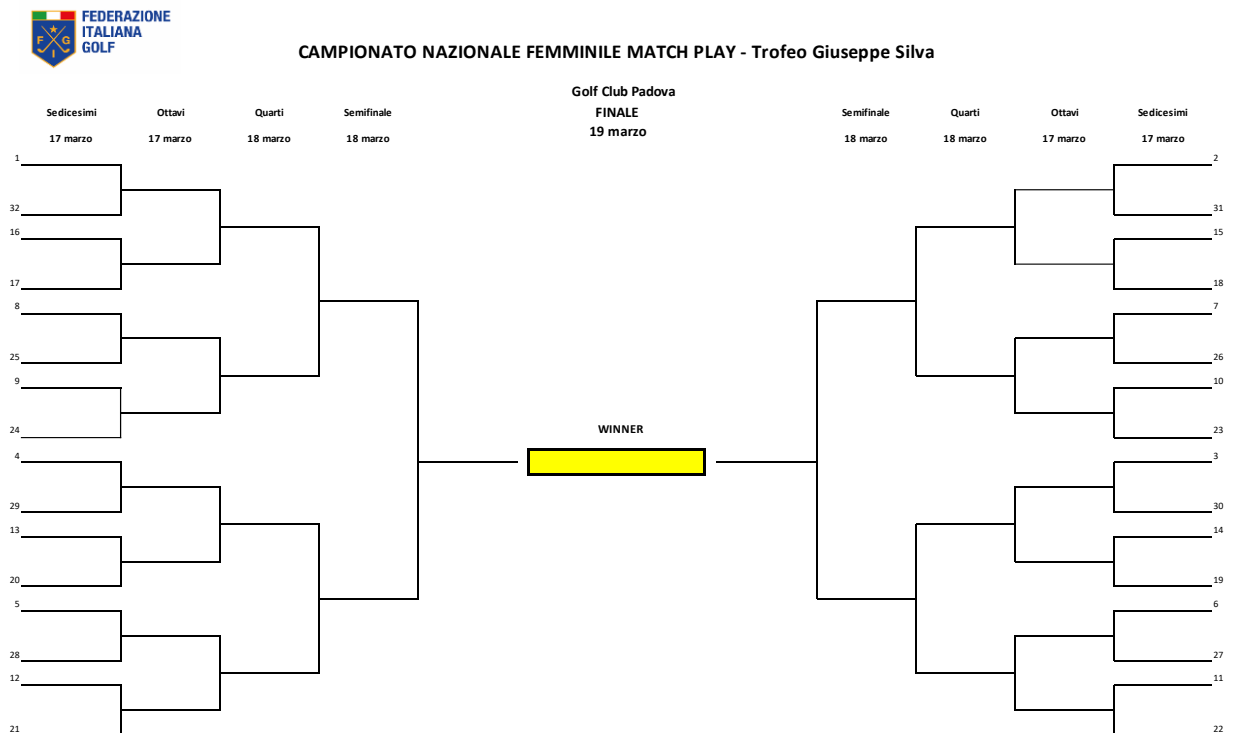 FEDERAZIONE
ITALIANA
GOLF
F G
I
CAMPIONATO NAZIONALE FEMMINILE MATCH PLAY - Trofeo Giuseppe Silva
Golf Club Padova
Sedicesimi Ottavi Quarti Semifinale FINALE Semifinale Quarti Ottavi Sedicesimi
17 marzo 17 marzo 18 marzo 18 marzo 19 marzo 18 marzo 18 marzo 17 marzo 17 marzo
1 2
32 31
16 15
17 18
8 7
25 26
9 10
24 WINNER 23
4 3
29 30
13 14
20 19
5 6
28 27
12 11
21 22